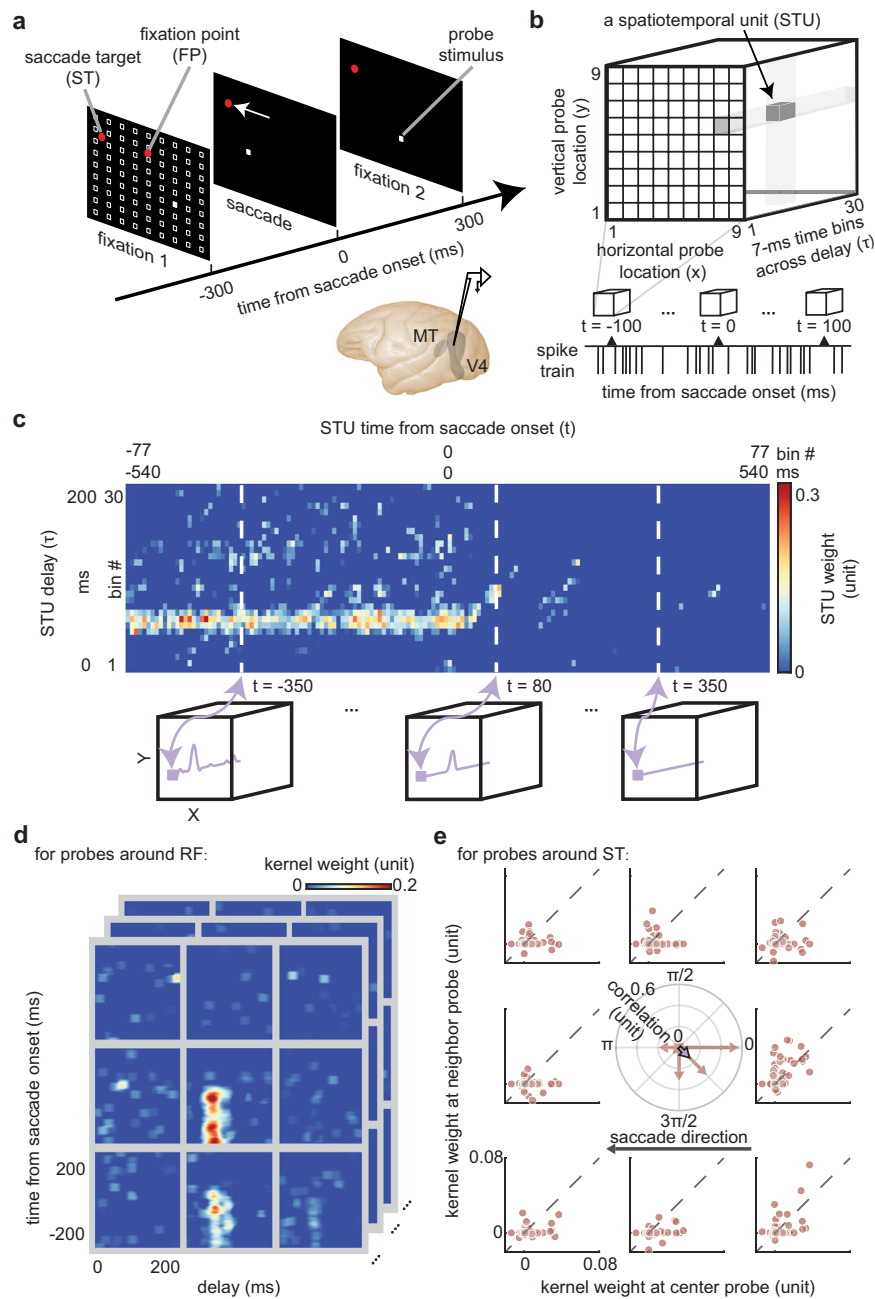 a
saccade target
(ST)
fixation point
(FP)
probe
stimulus
fixation 1
saccade
fixation 2
-300
0
300
time from saccade onset (ms)
MT
V4
b
a spatiotemporal unit (STU)
9
vertical probe
location (y)
1
1
9
horizontal probe
location (x)
1
30
7-ms time bins
across delay (τ)
...
...
t = -100
t = 0
t = 100
spike
train
time from saccade onset (ms)
c
STU time from saccade onset (t)
-77
0
77
bin #
-540
0
540
ms
STU delay (τ)
ms
200
0
bin #
30
1
0.3
0
STU weight
(unit)
t = -350
...
t = 80
...
t = 350
Y
X
d
for probes around RF:
kernel weight (unit)
0
0.2
time from saccade onset (ms)
200
-200
0
200
delay (ms)
...
...
e
for probes around ST:
kernel weight at neighbor probe (unit)
π/2
0.6
correlation
(unit)
0
π
0
3π/2
saccade direction
0.08
0
0
0.08
kernel weight at center probe (unit)